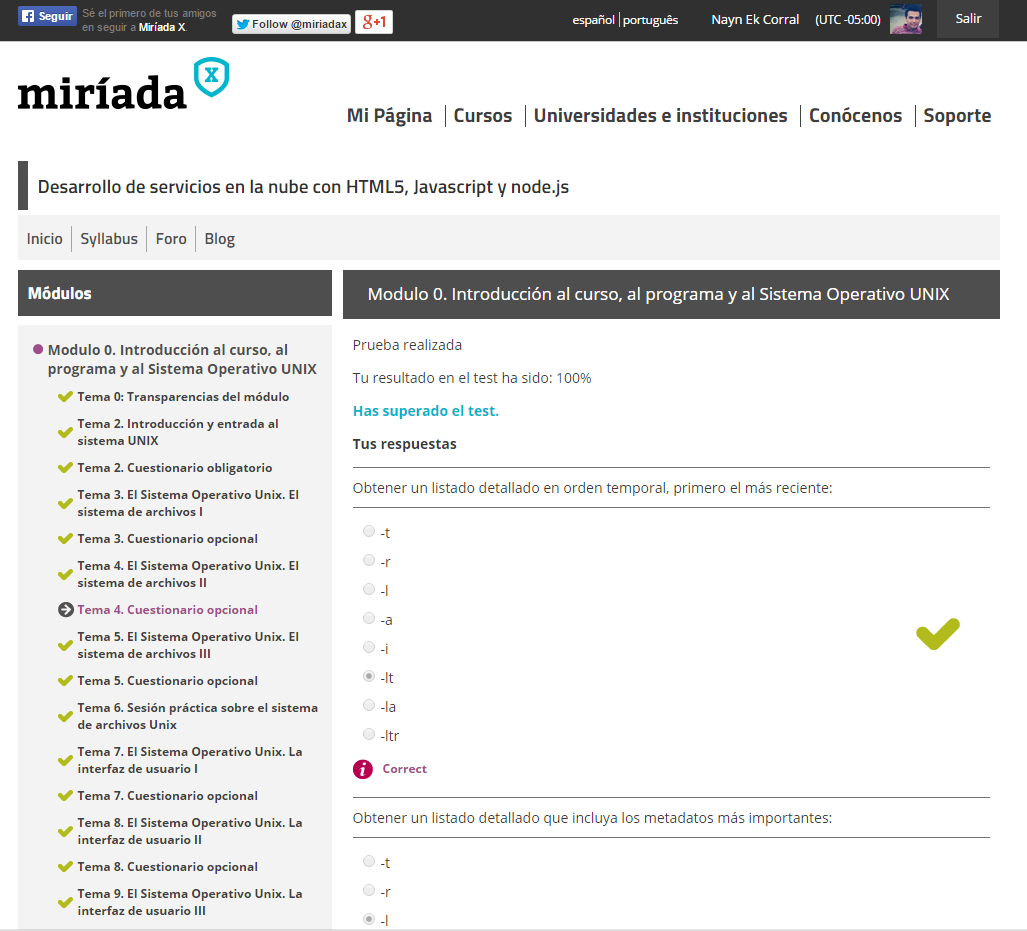 Seguir
Sé el primero de tus amigos
en seguir a Miríada X.
Follow @miriadax
g+1
español
português
Nayn Ek Corral
(UTC -05:00)
Salir
miríada X
Mi Página
Cursos
Universidades e instituciones
Conócenos
Soporte
Desarrollo de servicios en la nube con HTML5, Javascript y node.js
Inicio
Syllabus
Foro
Blog
Módulos
Modulo 0. Introducción al curso, al
programa y al Sistema Operativo UNIX
Tema 0: Transparencias del módulo
Tema 2. Introducción y entrada al
sistema UNIX
Tema 2. Cuestionario obligatorio
Tema 3. El Sistema Operativo Unix. El
sistema de archivos I
Tema 3. Cuestionario opcional
Tema 4. El Sistema Operativo Unix. El
sistema de archivos II
Tema 4. Cuestionario opcional
Tema 5. El Sistema Operativo Unix. El
sistema de archivos III
Tema 5. Cuestionario opcional
Tema 6. Sesión práctica sobre el sistema
de archivos Unix
Tema 7. El Sistema Operativo Unix. La
interfaz de usuario I
Tema 7. Cuestionario opcional
Tema 8. El Sistema Operativo Unix. La
interfaz de usuario II
Tema 8. Cuestionario opcional
Tema 9. El Sistema Operativo Unix. La
interfaz de usuario III
Modulo 0. Introducción al curso, al programa y al Sistema Operativo UNIX
Prueba realizada
Tu resultado en el test ha sido: 100%
Has superado el test.
Tus respuestas
Obtener un listado detallado en orden temporal, primero el más reciente:
-t
-r
-l
-a
-i
-lt
-la
-ltr
Correct
Obtener un listado detallado que incluya los metadatos más importantes:
-t
-r
-l